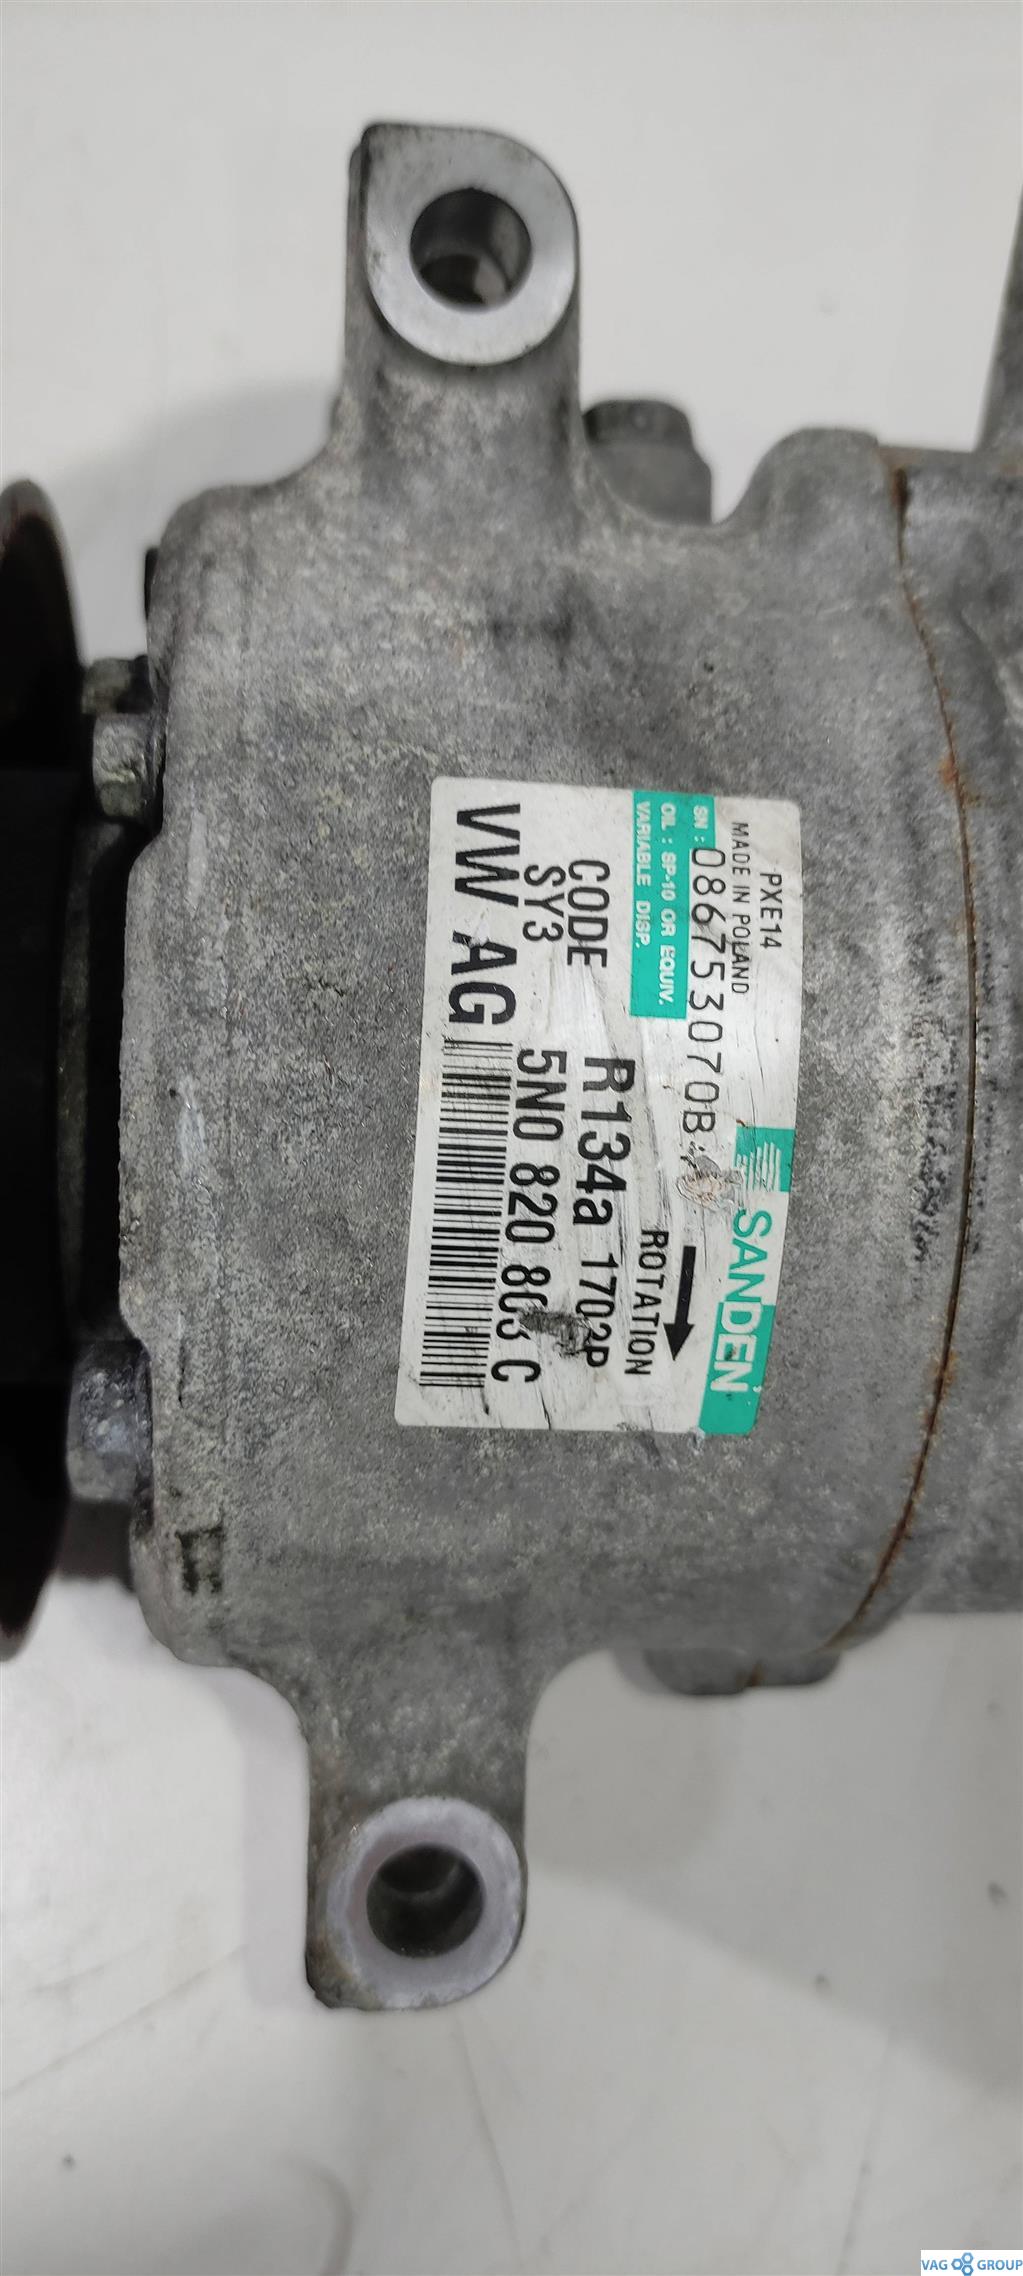 PXE14
MADE IN POLAND
SANDEN
SN : 086753070B
OIL : SP-10 OR EQUIV.
VARIABLE DISP.
ROTATION
CODE
SY3
R134a 1702P
5N0 820 803 C
VW AG
VAG GROUP